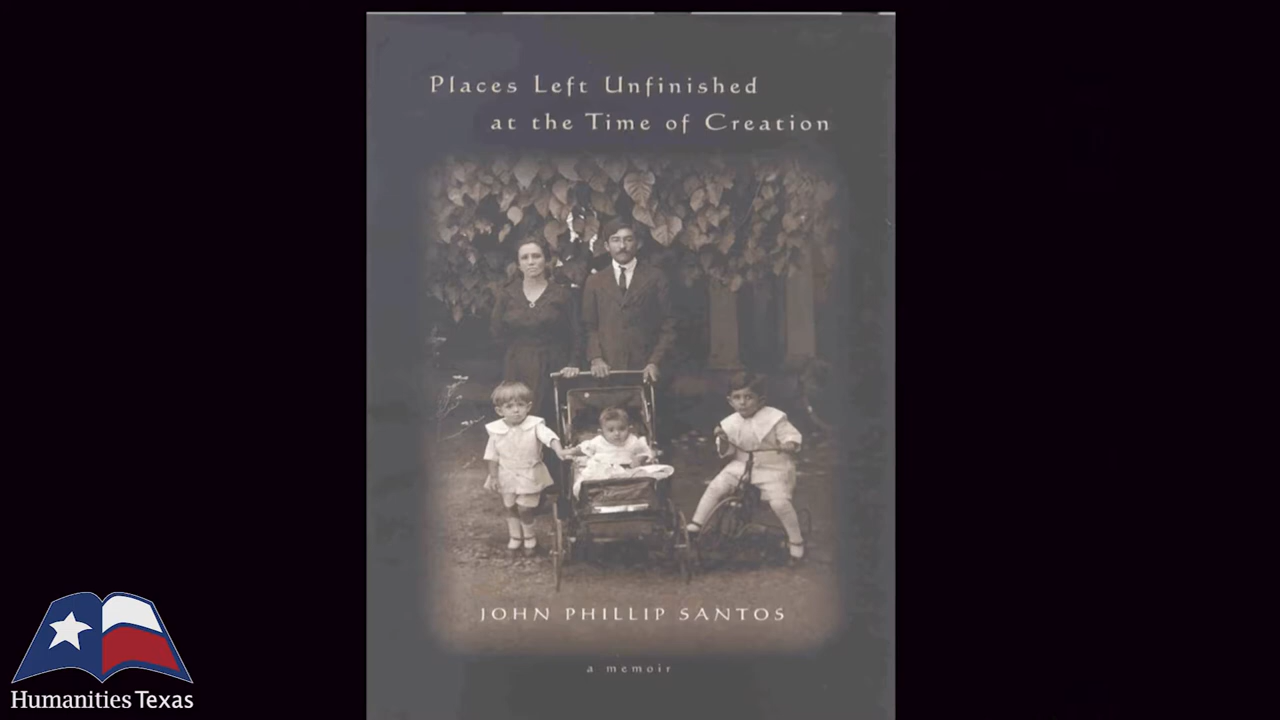 Places Left Unfinished
at the Time of Creation
JOHN PHILLIP SANTOS
a memoir
Humanities Texas